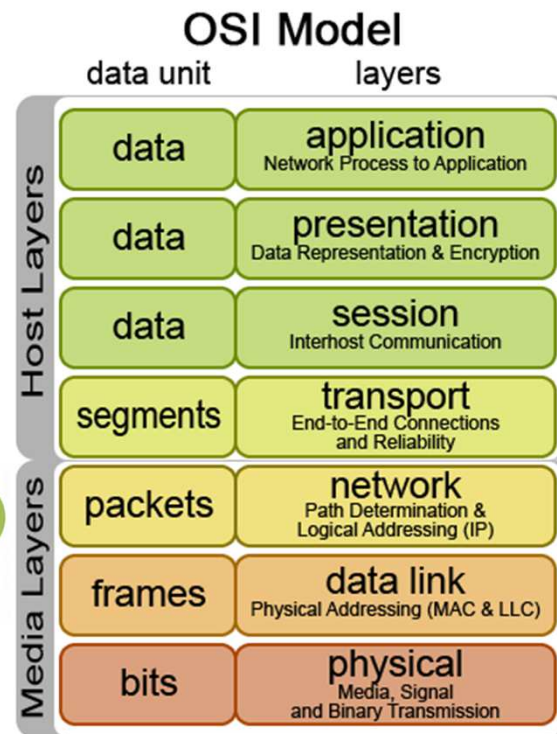 OSI Model
data unit layers
Host Layers
data
application
Network Process to Application
data
presentation
Data Representation & Encryption
data
session
Interhost Communication
segments
transport
End-to-End Connections
and Reliability
Media Layers
packets
network
Path Determination &
Logical Addressing (IP)
frames
data link
Physical Addressing (MAC & LLC)
bits
physical
Media, Signal
and Binary Transmission